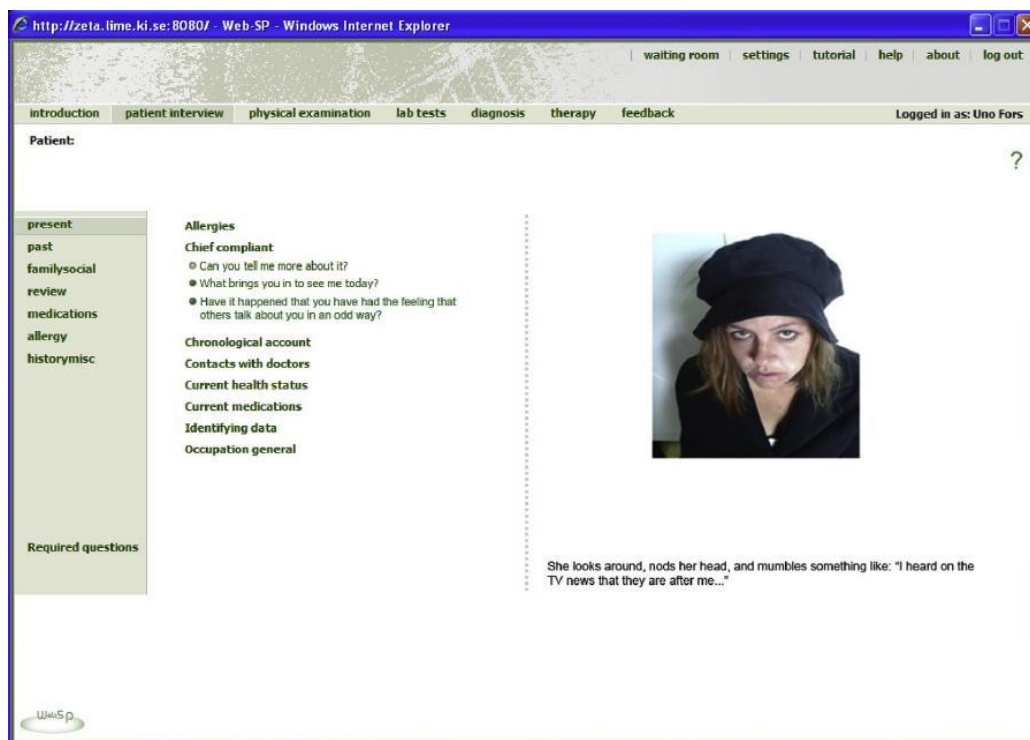 http://zeta.lime.ki.se:8080/ - Web-SP - Windows Internet Explorer
waiting room | settings | tutorial | help | about | log out
introduction patient interview physical examination lab tests diagnosis therapy feedback Logged in as: Uno Fors
Patient:
?
present
past
familysocial
review
medications
allergy
historymisc
Required questions
Allergies
Chief compliant
Can you tell me more about it?
What brings you in to see me today?
Have it happened that you have had the feeling that
others talk about you in an odd way?
Chronological account
Contacts with doctors
Current health status
Current medications
Identifying data
Occupation general
She looks around, nods her head, and mumbles something like: "I heard on the
TV news that they are after me..."
WebSP